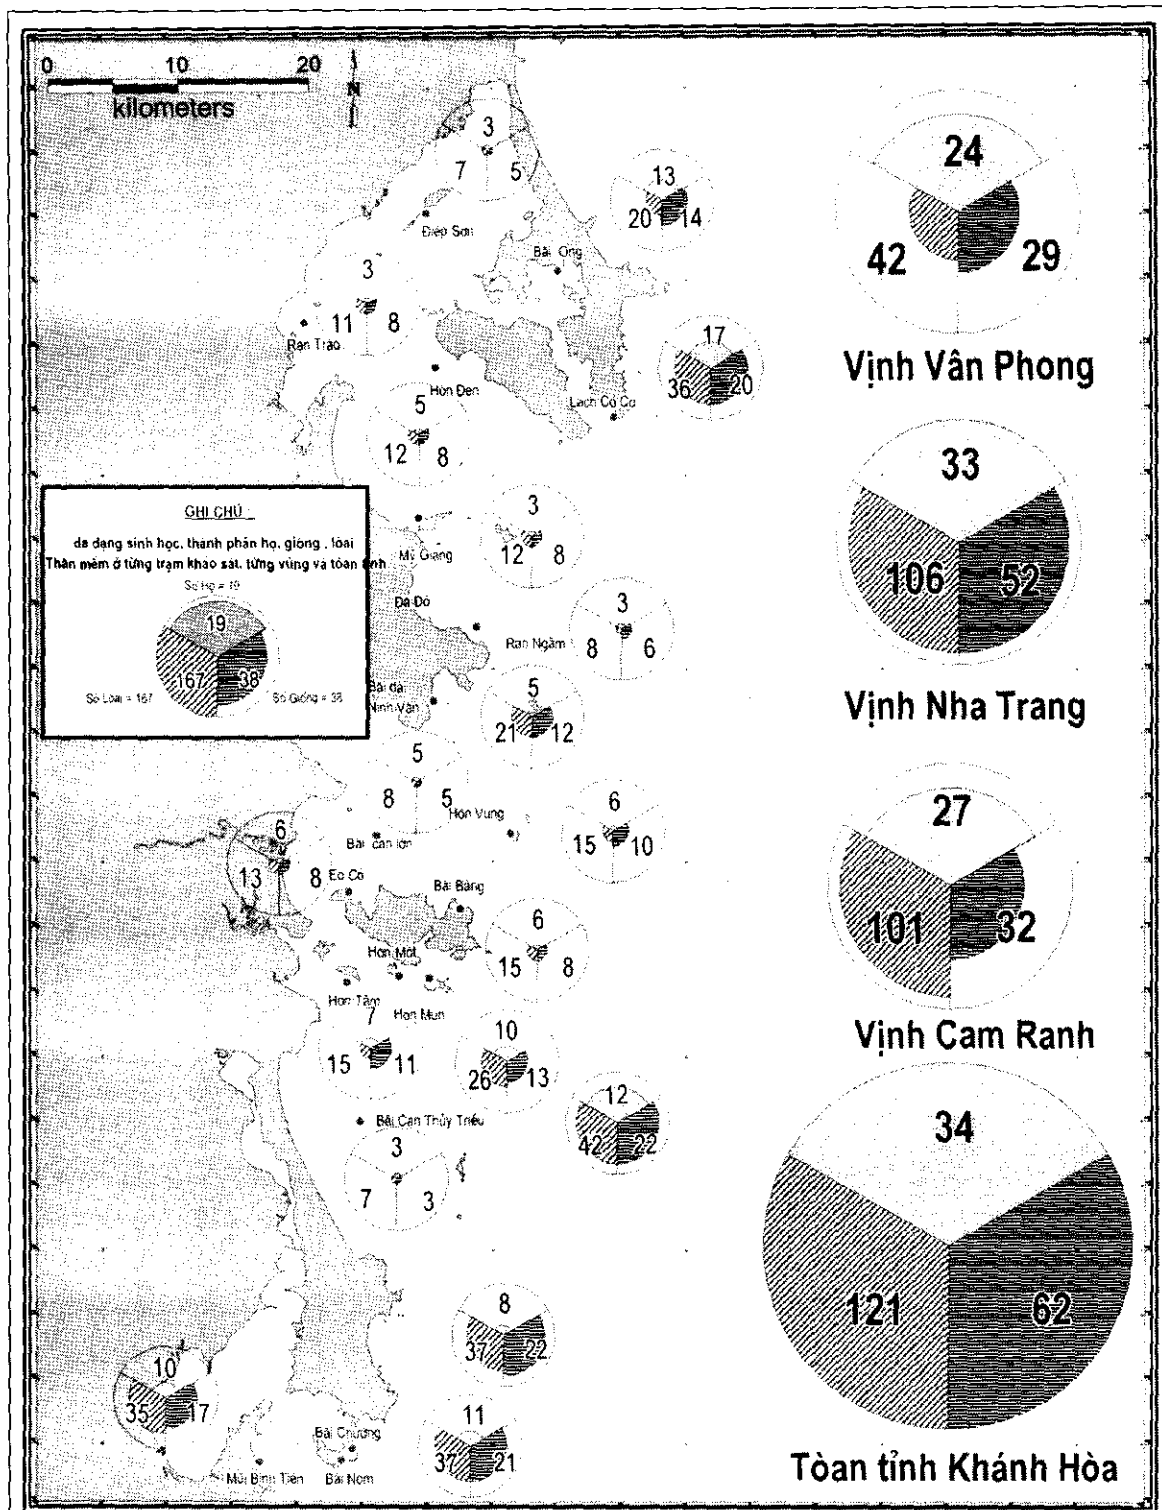 0 10 20
kilometers
N
3
7 5
Điệp Sơn
13
20 14
Bãi Ông
24
42 29
Vịnh Vân Phong
3
11 8
Rạn Trào
Hòn Đen
17
36 20
Lạch Cổ Cò
5
12 8
33
106 52
Vịnh Nha Trang
GHI CHÚ
đa dạng sinh học, thành phần họ, giống , lòai
Thân mềm ở từng trạm khảo sát, từng vùng và tòan tỉnh
Số Họ = 19
19
167 38
Số Lòai = 167
Số Giống = 38
Mỹ Giang
3
12 8
Đá Đỏ
Rạn Ngầm
3
8 6
Bãi đá
Ninh Vân
5
21 12
5
8 5
Hòn Vung
Bãi cạn lớn
6
15 10
6
13 8
Eo Cỏ
Bãi Bàng
27
101 32
Vịnh Cam Ranh
6
15 8
Hòn Một
Hòn Tằm
Hòn Mun
7
15 11
10
26 13
12
42 22
Bãi Cạn Thủy Triều
3
7 3
34
121 62
Tòan tỉnh Khánh Hòa
8
37 22
10
35 17
11
37 21
Bãi Chướng
Mũi Bình Tiên
Bãi Nồm